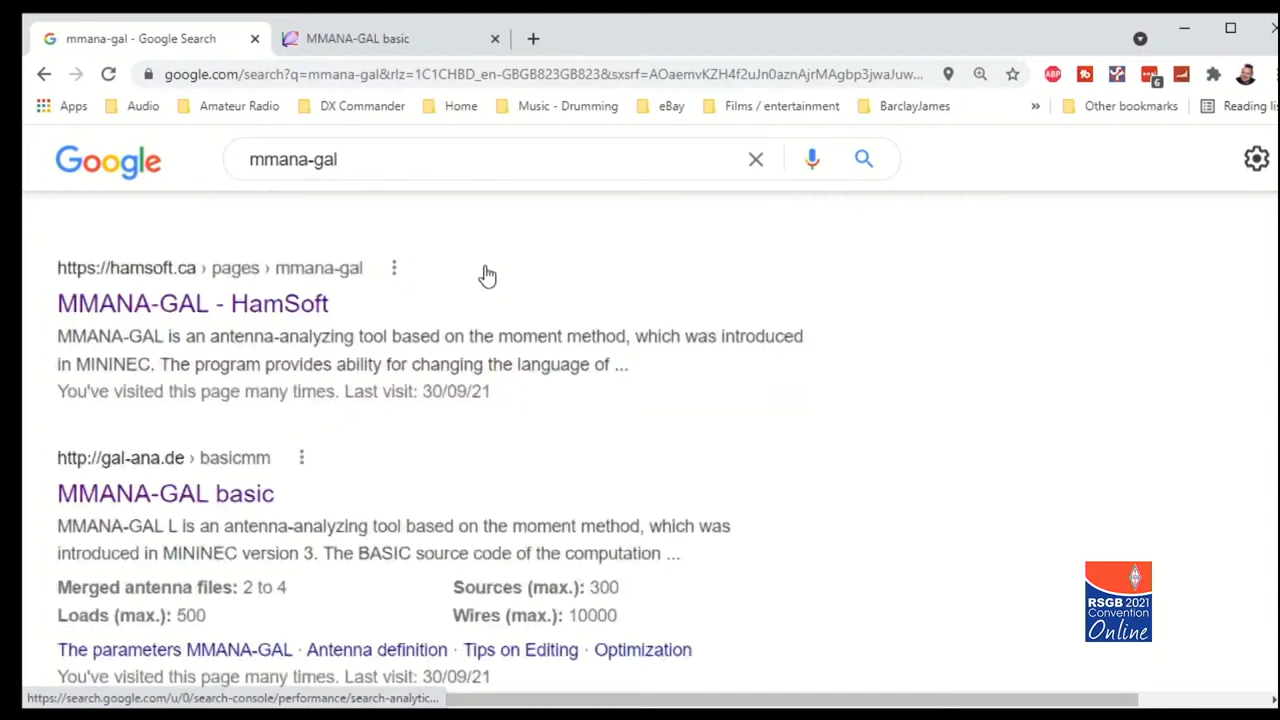 mmana-gal - Google Search
MMANA-GAL basic
google.com/search?q=mmana-gal&rlz=1C1CHBD_en-GBGB823GB823&sxsrf=AOaemvKZH4f2uJn0aznAjrMAgbp3jwaJuw...
ABP
6
Apps
Audio
Amateur Radio
DX Commander
Home
Music - Drumming
eBay
Films / entertainment
BarclayJames
»
Other bookmarks
Reading lis
Google
mmana-gal
https://hamsoft.ca › pages › mmana-gal
MMANA-GAL - HamSoft
MMANA-GAL is an antenna-analyzing tool based on the moment method, which was introduced
in MININEC. The program provides ability for changing the language of ...
You've visited this page many times. Last visit: 30/09/21
http://gal-ana.de › basicmm
MMANA-GAL basic
MMANA-GAL L is an antenna-analyzing tool based on the moment method, which was
introduced in MININEC version 3. The BASIC source code of the computation ...
Merged antenna files: 2 to 4
Sources (max.): 300
Loads (max.): 500
Wires (max.): 10000
The parameters MMANA-GAL · Antenna definition · Tips on Editing · Optimization
You've visited this page many times. Last visit: 30/09/21
RSGB 2021
Convention
Online
https://search.google.com/u/0/search-console/performance/search-analytic...